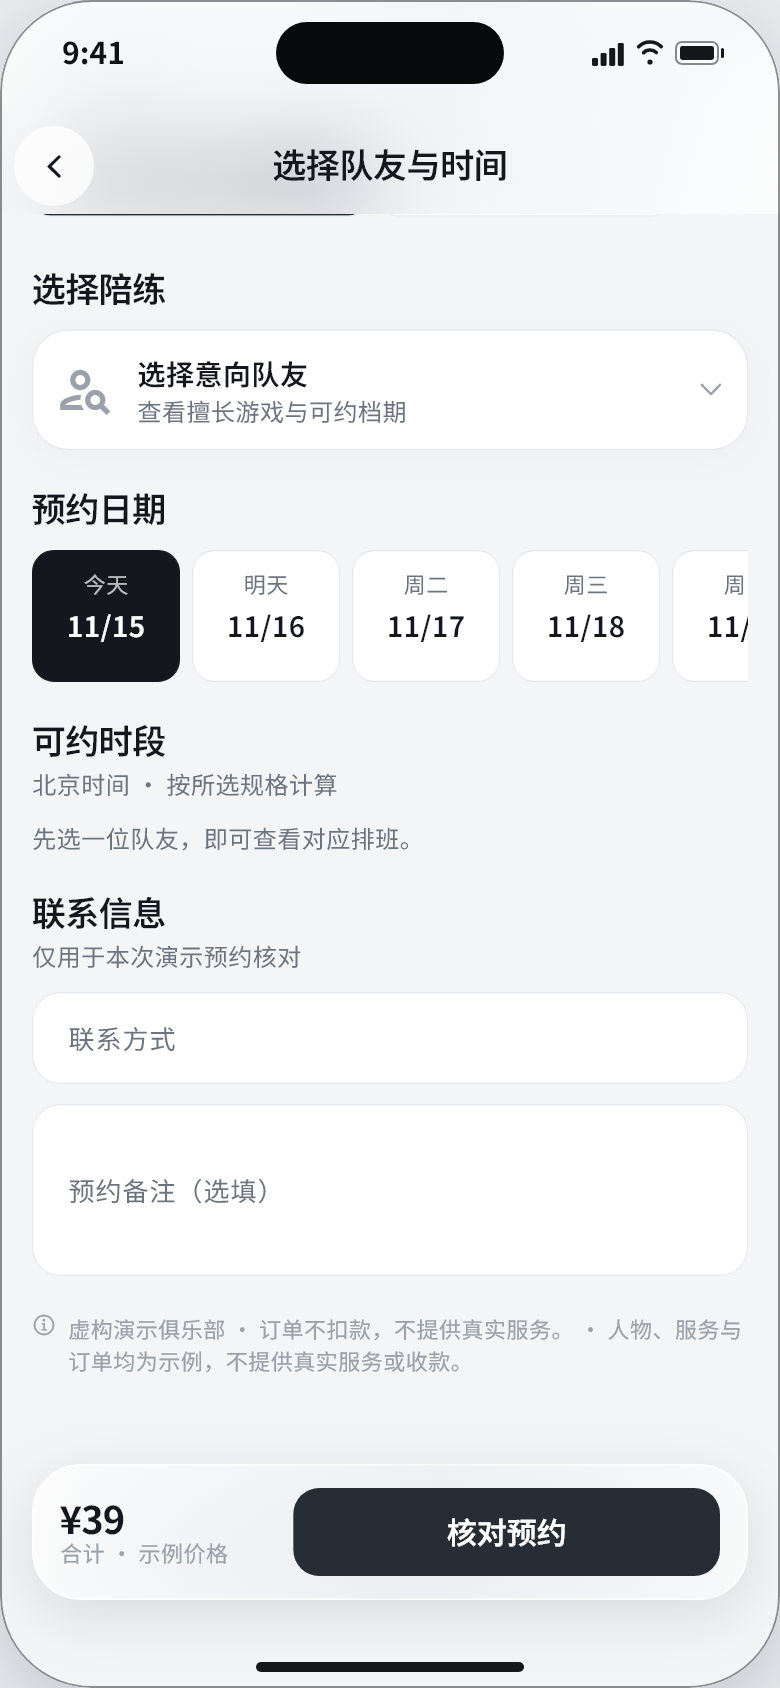 9:41
选择队友与时间
选择陪练
选择意向队友
查看擅长游戏与可约档期
预约日期
今天 明天 周二 周三 周
11/15 11/16 11/17 11/18 11/
可约时段
北京时间 · 按所选规格计算
先选一位队友，即可查看对应排班。
联系信息
仅用于本次演示预约核对
联系方式
预约备注（选填）
虚构演示俱乐部 · 订单不扣款，不提供真实服务。 · 人物、服务与
订单均为示例，不提供真实服务或收款。
¥39
合计 · 示例价格
核对预约